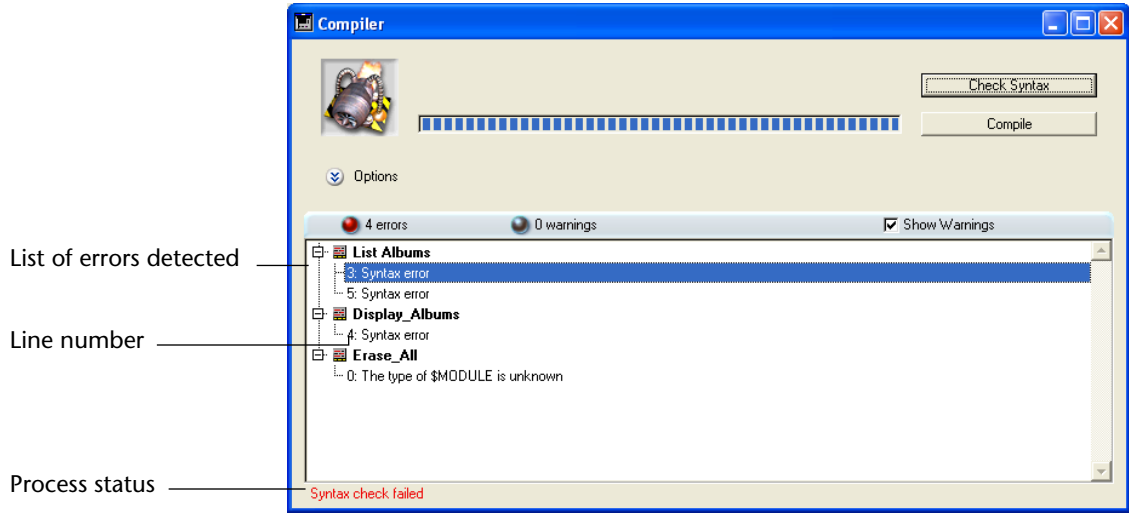 Compiler
Check Syntax
Compile
Options
4 errors
0 warnings
Show Warnings
List of errors detected
List Albums
3: Syntax error
5: Syntax error
Display_Albums
Line number
4: Syntax error
Erase_All
0: The type of $MODULE is unknown
Process status
Syntax check failed